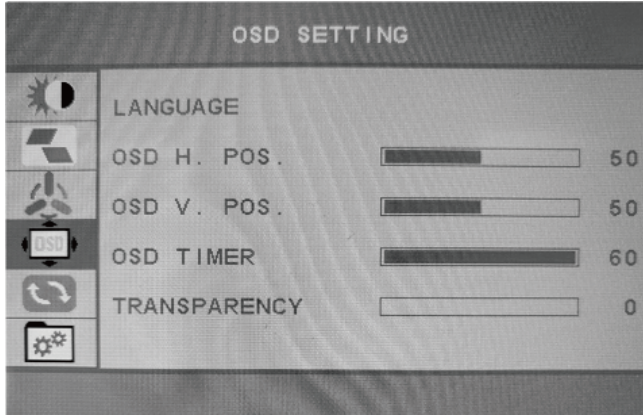 OSD SETTING
LANGUAGE
OSD H. POS. 50
OSD V. POS. 50
OSD OSD TIMER 60
TRANSPARENCY 0